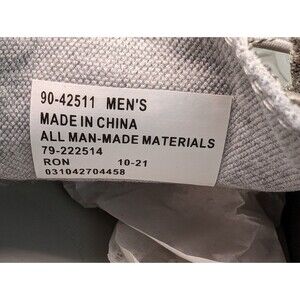 90-42511 MEN'S
MADE IN CHINA
ALL MAN-MADE MATERIALS
79-222514
RON 10-21
031042704458